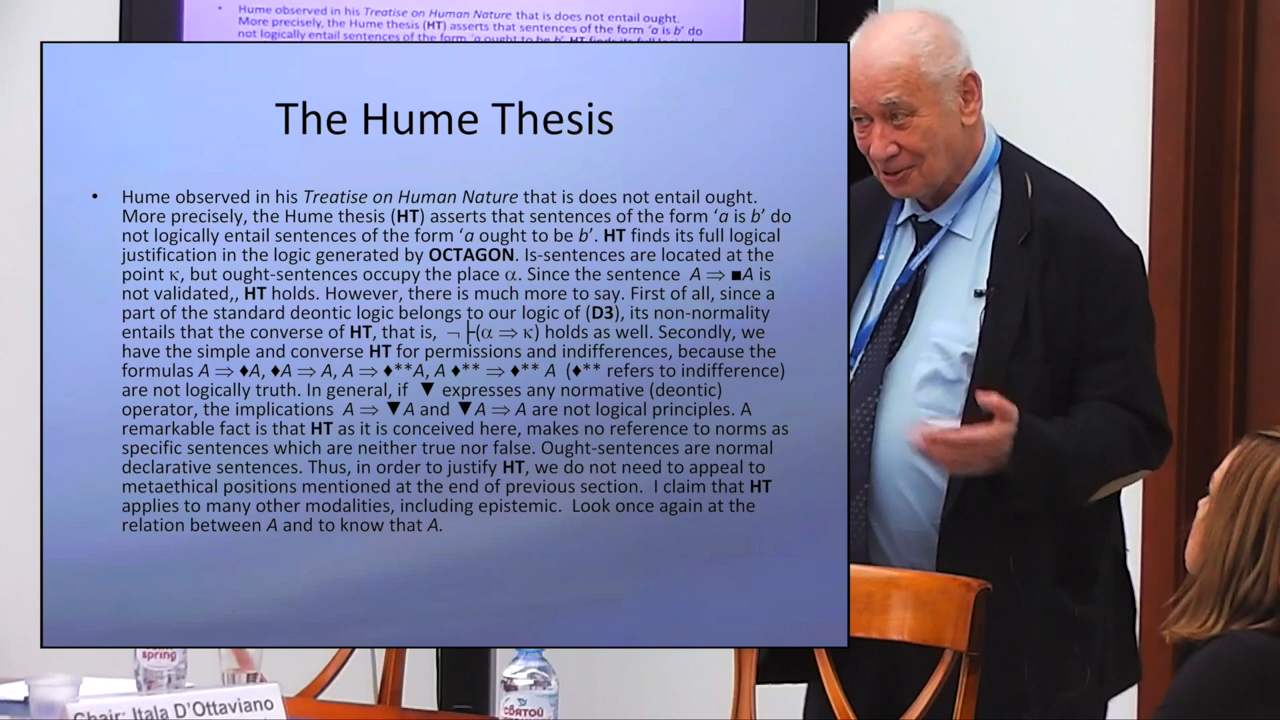 • Hume observed in his Treatise on Human Nature that is does not entail ought.
More precisely, the Hume thesis (HT) asserts that sentences of the form 'a is b' do
not logically entail sentences of the form 'a ought to be b'. HT finds its full logical
The Hume Thesis
• Hume observed in his Treatise on Human Nature that is does not entail ought.
More precisely, the Hume thesis (HT) asserts that sentences of the form ‘a is b’ do
not logically entail sentences of the form ‘a ought to be b’. HT finds its full logical
justification in the logic generated by OCTAGON. Is-sentences are located at the
point κ, but ought-sentences occupy the place α. Since the sentence A ⇒ ■A is
not validated,, HT holds. However, there is much more to say. First of all, since a
part of the standard deontic logic belongs to our logic of (D3), its non-normality
entails that the converse of HT, that is, ¬ ├(α ⇒ κ) holds as well. Secondly, we
have the simple and converse HT for permissions and indifferences, because the
formulas A ⇒ ♦A, ♦A ⇒ A, A ⇒ ♦**A, A ♦** ⇒ ♦** A (♦** refers to indifference)
are not logically truth. In general, if ▼ expresses any normative (deontic)
operator, the implications A ⇒ ▼A and ▼A ⇒ A are not logical principles. A
remarkable fact is that HT as it is conceived here, makes no reference to norms as
specific sentences which are neither true nor false. Ought-sentences are normal
declarative sentences. Thus, in order to justify HT, we do not need to appeal to
metaethical positions mentioned at the end of previous section. I claim that HT
applies to many other modalities, including epistemic. Look once again at the
relation between A and to know that A.
spring
Chair: Itala D'Ottaviano
СВЯТОЙ